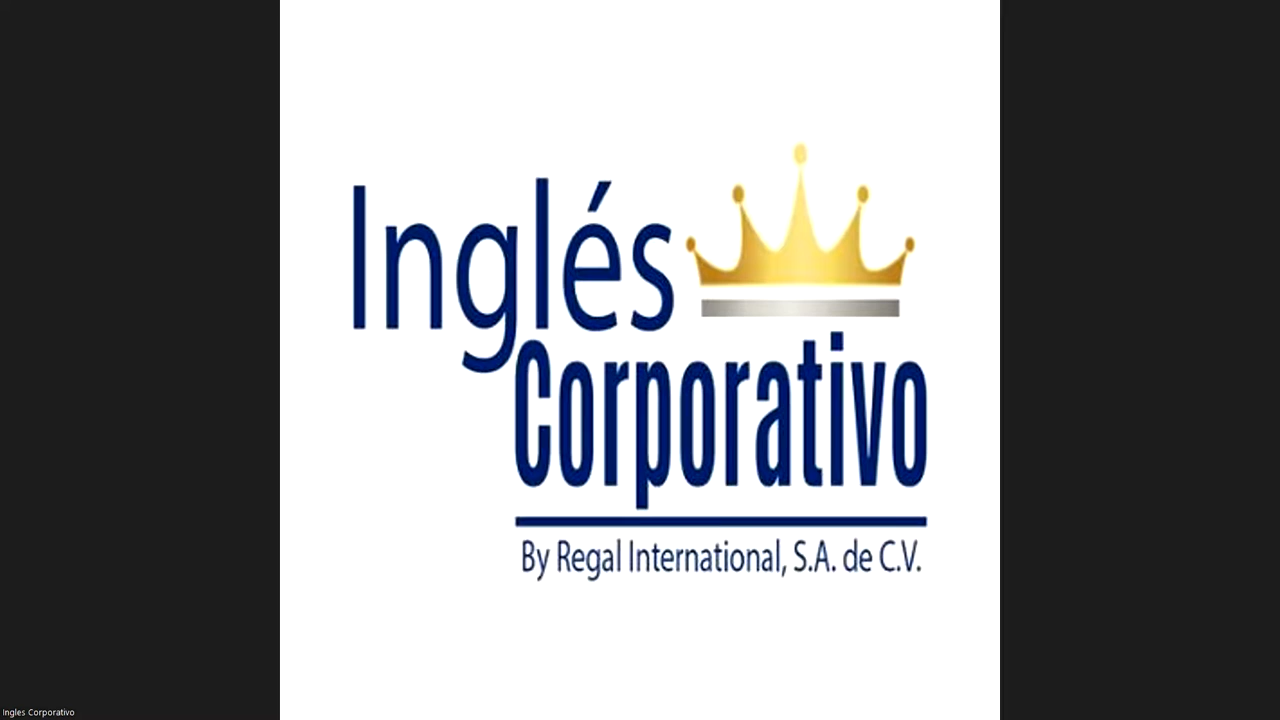 Inglés
Corporativo
By Regal International, S.A. de C.V.
Ingles Corporativo